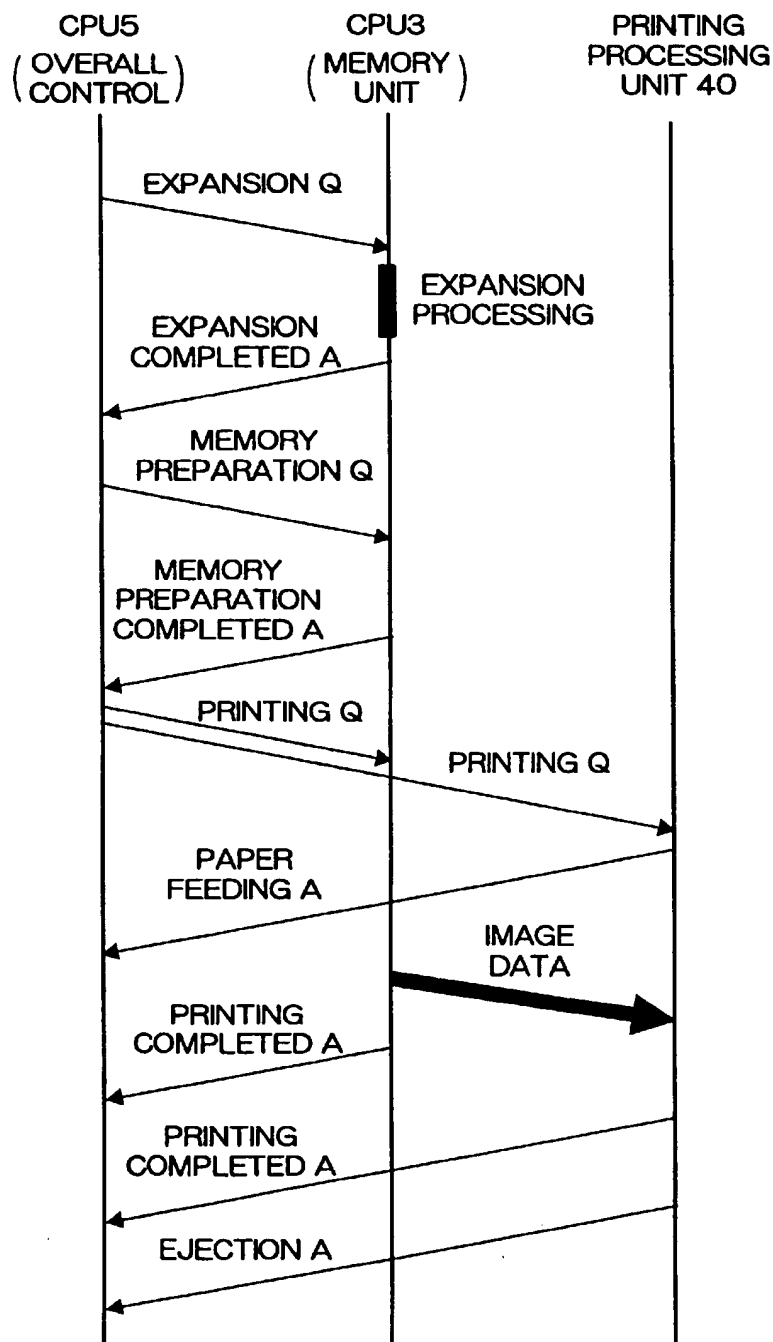 CPU5
(OVERALL
CONTROL)
CPU3
(MEMORY
UNIT)
PRINTING
PROCESSING
UNIT 40
EXPANSION Q
EXPANSION
PROCESSING
EXPANSION
COMPLETED A
MEMORY
PREPARATION Q
MEMORY
PREPARATION
COMPLETED A
PRINTING Q
PRINTING Q
PAPER
FEEDING A
IMAGE
DATA
PRINTING
COMPLETED A
PRINTING
COMPLETED A
EJECTION A